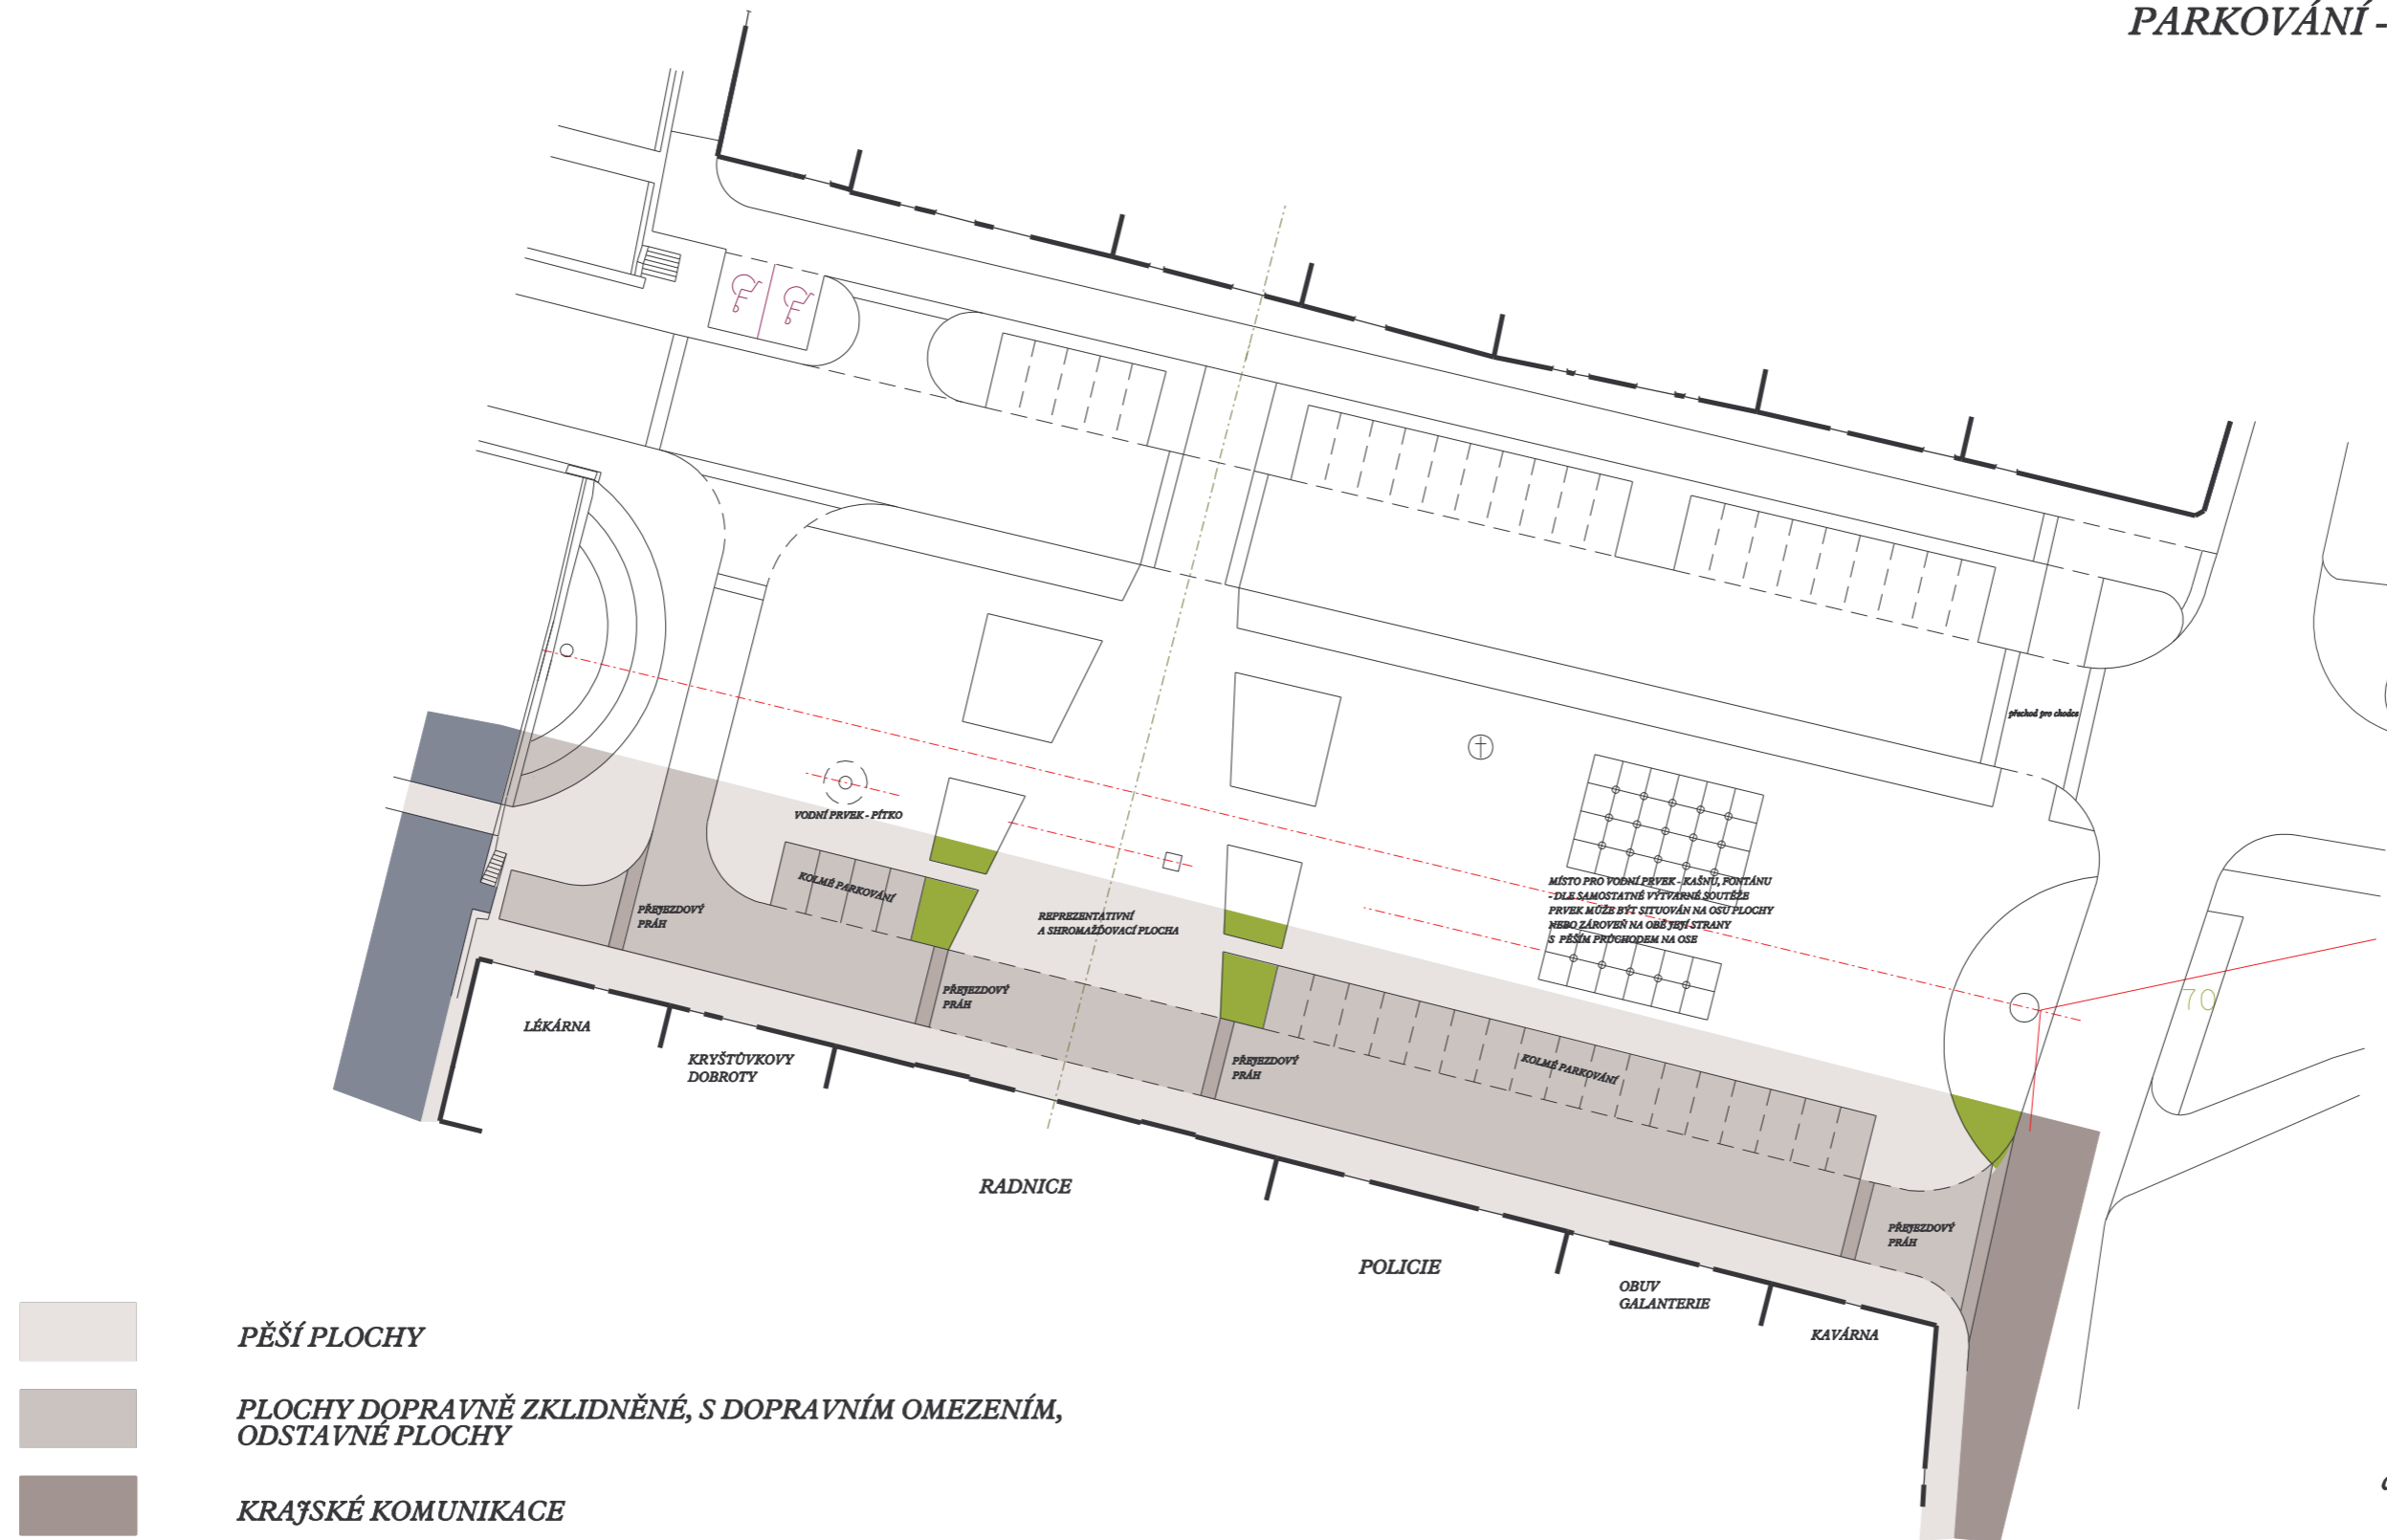 PARKOVÁNÍ -
přechod pro chodce
VODNÍ PRVEK - PÍTKO
KOLMÉ PARKOVÁNÍ
MÍSTO PRO VODNÍ PRVEK - KAŠNU, FONTÁNU
- DLE SAMOSTATNÉ VÝTVARNÉ SOUTĚŽE
PRVEK MŮŽE BÝT SITUOVÁN NA OSU PLOCHY
NEBO ZÁROVEŇ NA OBĚ JEJÍ STRANY
S PĚŠÍM PRŮCHODEM NA OSE
PŘEJEZDOVÝ
PRÁH
REPREZENTATIVNÍ
A SHROMAŽĎOVACÍ PLOCHA
70
PŘEJEZDOVÝ
PRÁH
LÉKÁRNA
KRYŠTŮVKOVY
DOBROTY
PŘEJEZDOVÝ
PRÁH
KOLMÉ PARKOVÁNÍ
RADNICE
PŘEJEZDOVÝ
PRÁH
POLICIE
OBUV
GALANTERIE
KAVÁRNA
PĚŠÍ PLOCHY
PLOCHY DOPRAVNĚ ZKLIDNĚNÉ, S DOPRAVNÍM OMEZENÍM,
ODSTAVNÉ PLOCHY
KRAJSKÉ KOMUNIKACE